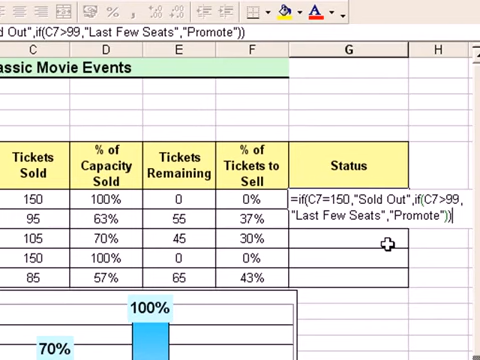 d Out",if(C7>99,"Last Few Seats","Promote"))
C D E F G H
assic Movie Events
Tickets Sold % of Capacity Sold Tickets Remaining % of Tickets to Sell Status
150 100% 0 0% =if(C7=150,"Sold Out",if(C7>99,
"Last Few Seats","Promote"))
95 63% 55 37%
105 70% 45 30%
150 100% 0 0%
85 57% 65 43%
100%
70%